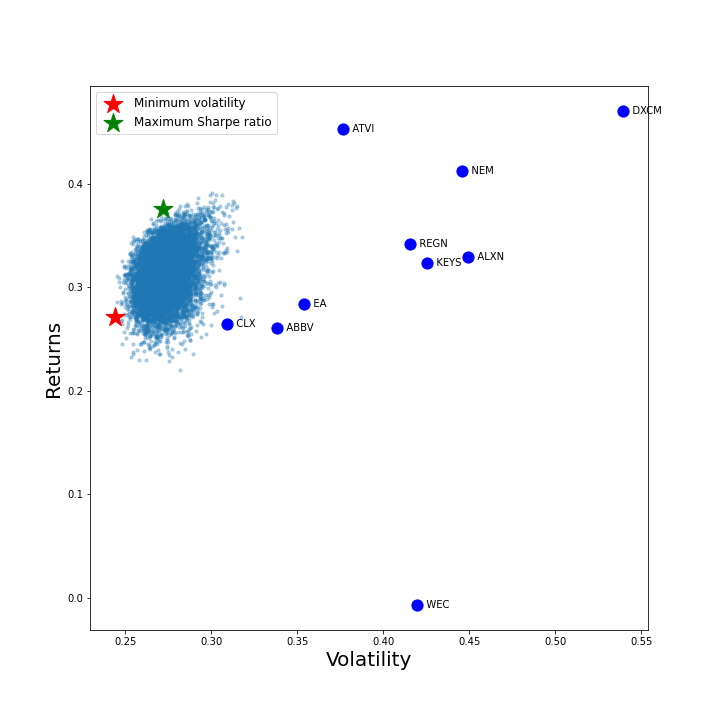 Minimum volatility
Maximum Sharpe ratio
DXCM
ATVI
NEM
REGN
ALXN
KEYS
EA
CLX
ABBV
WEC
0.4
0.3
0.2
0.1
0.0
Returns
0.25 0.30 0.35 0.40 0.45 0.50 0.55
Volatility